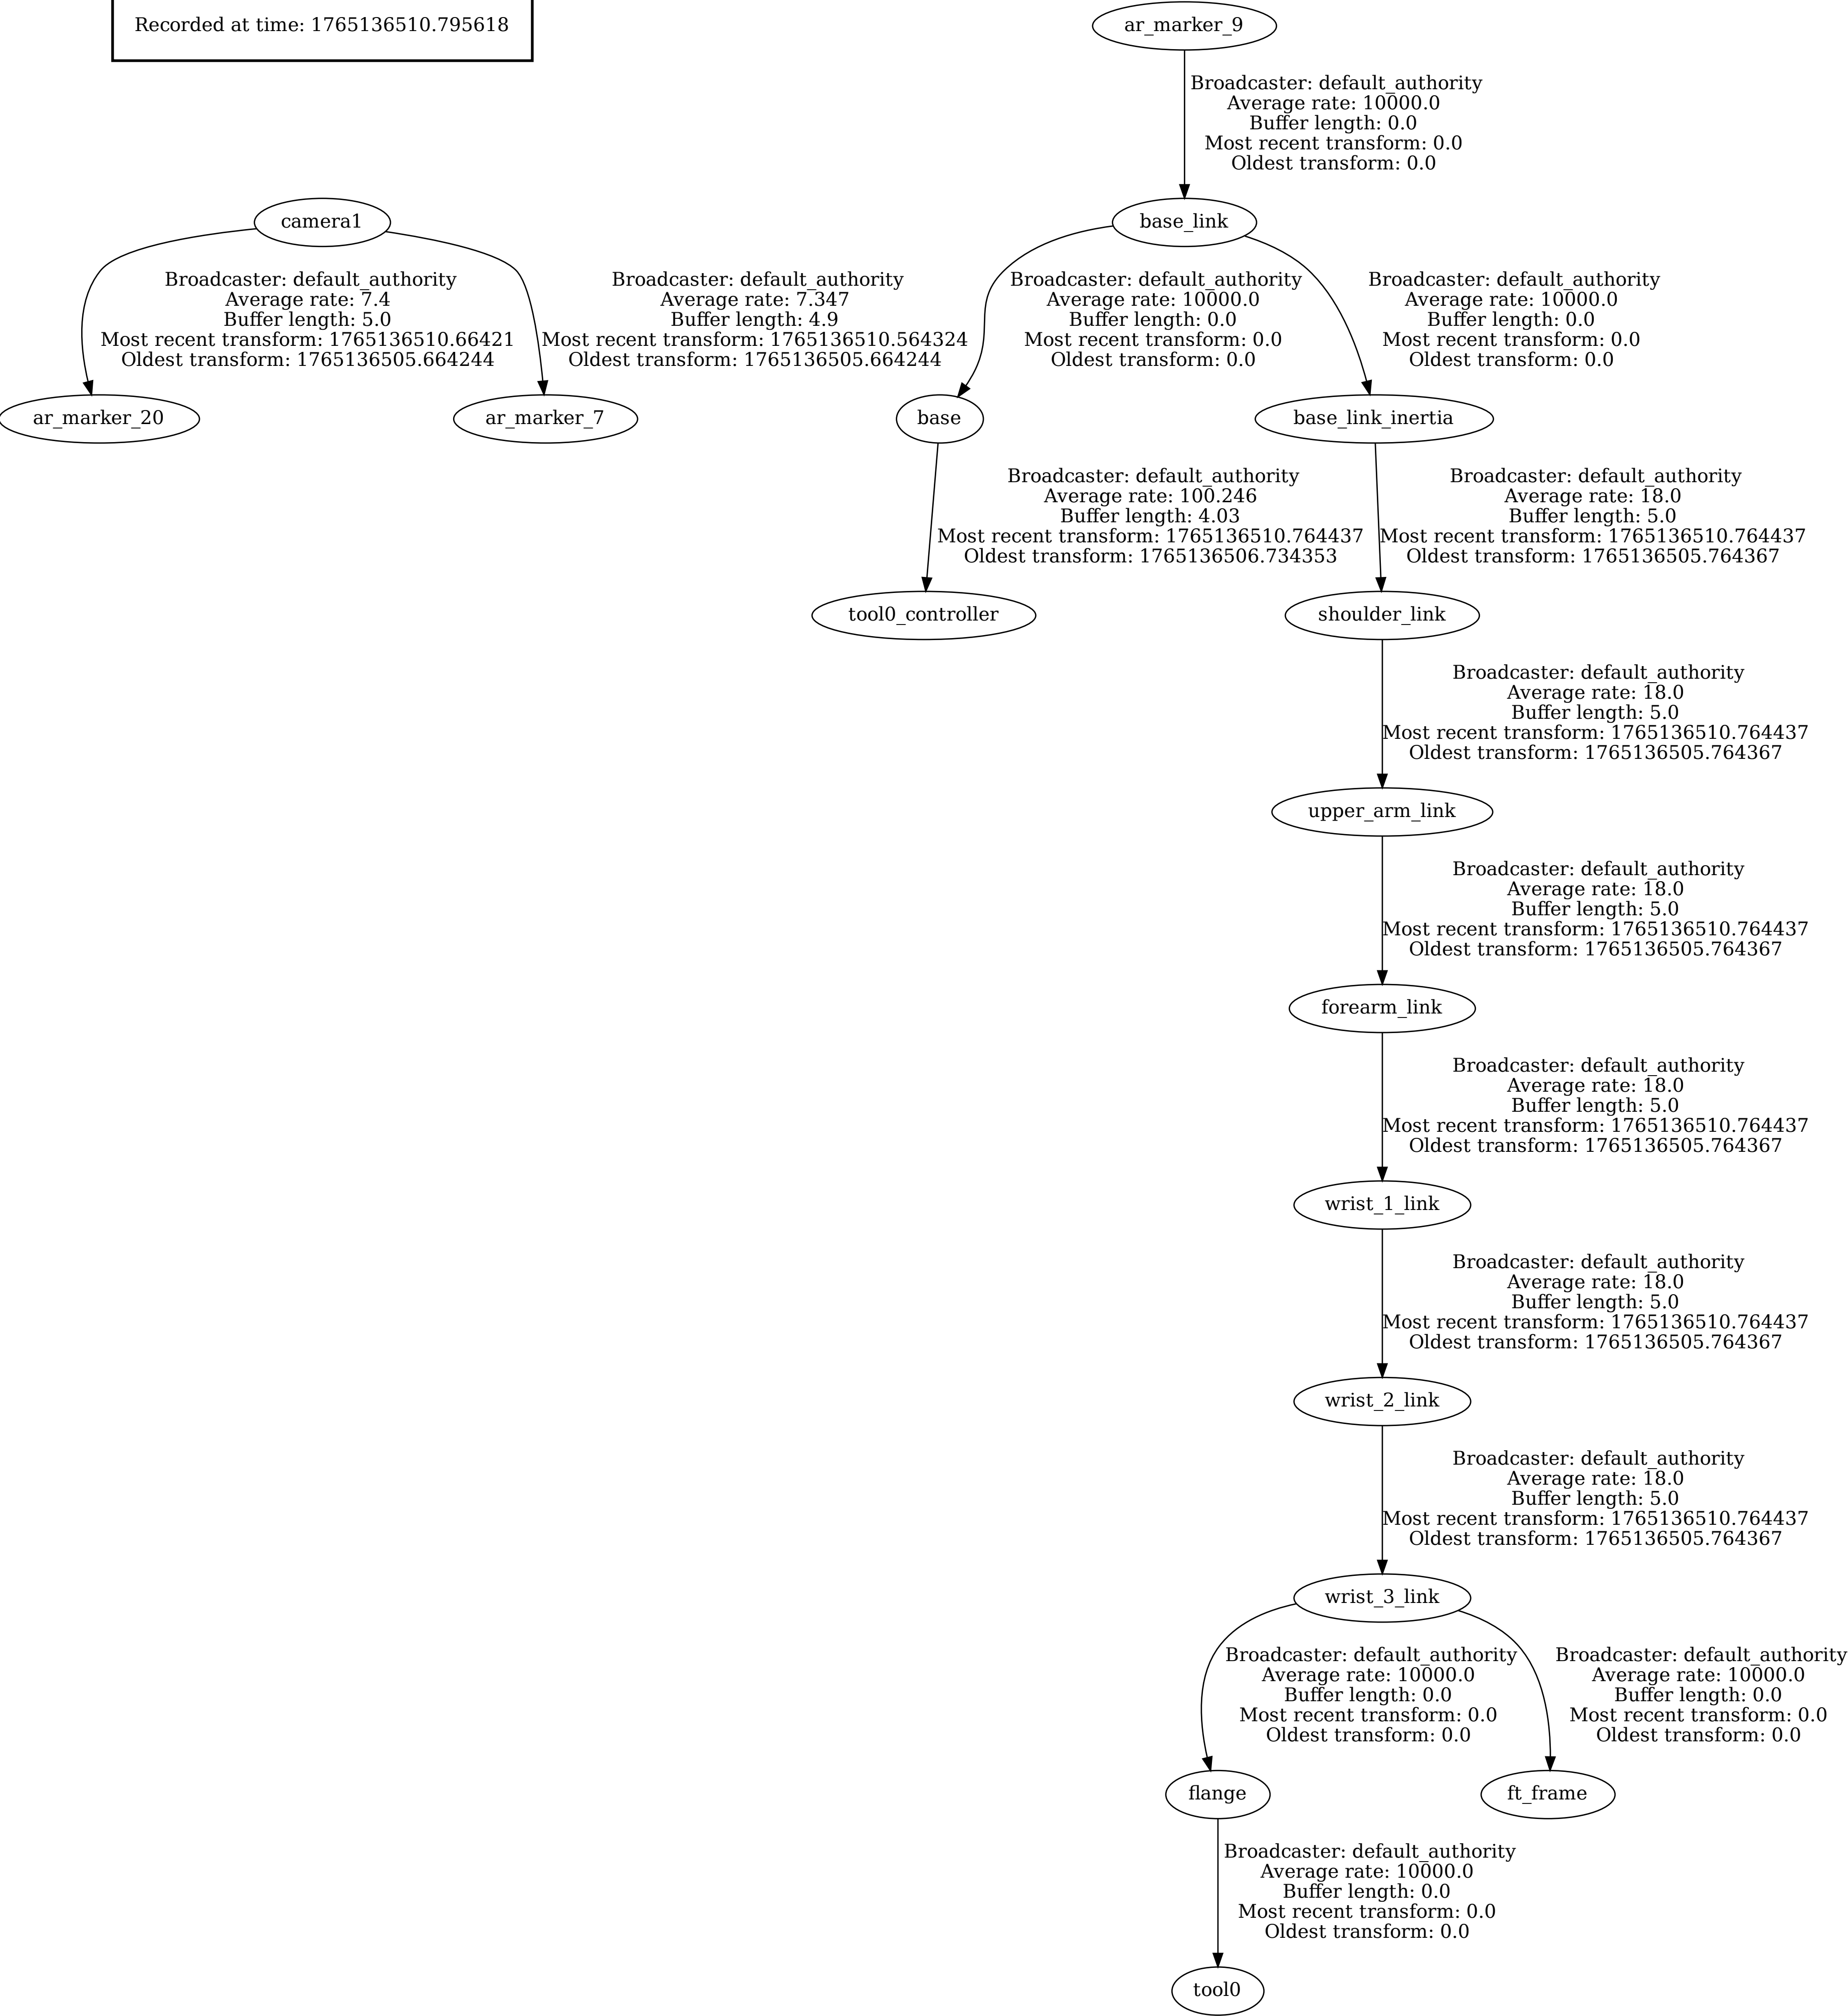 Recorded at time: 1765136510.795618
ar_marker_9
Broadcaster: default_authority
Average rate: 10000.0
Buffer length: 0.0
Most recent transform: 0.0
Oldest transform: 0.0
camera1
base_link
Broadcaster: default_authority
Average rate: 7.4
Buffer length: 5.0
Most recent transform: 1765136510.66421
Oldest transform: 1765136505.664244
Broadcaster: default_authority
Average rate: 7.347
Buffer length: 4.9
Most recent transform: 1765136510.564324
Oldest transform: 1765136505.664244
Broadcaster: default_authority
Average rate: 10000.0
Buffer length: 0.0
Most recent transform: 0.0
Oldest transform: 0.0
Broadcaster: default_authority
Average rate: 10000.0
Buffer length: 0.0
Most recent transform: 0.0
Oldest transform: 0.0
ar_marker_20
ar_marker_7
base
base_link_inertia
Broadcaster: default_authority
Average rate: 100.246
Buffer length: 4.03
Most recent transform: 1765136510.764437
Oldest transform: 1765136506.734353
Broadcaster: default_authority
Average rate: 18.0
Buffer length: 5.0
Most recent transform: 1765136510.764437
Oldest transform: 1765136505.764367
tool0_controller
shoulder_link
Broadcaster: default_authority
Average rate: 18.0
Buffer length: 5.0
Most recent transform: 1765136510.764437
Oldest transform: 1765136505.764367
upper_arm_link
Broadcaster: default_authority
Average rate: 18.0
Buffer length: 5.0
Most recent transform: 1765136510.764437
Oldest transform: 1765136505.764367
forearm_link
Broadcaster: default_authority
Average rate: 18.0
Buffer length: 5.0
Most recent transform: 1765136510.764437
Oldest transform: 1765136505.764367
wrist_1_link
Broadcaster: default_authority
Average rate: 18.0
Buffer length: 5.0
Most recent transform: 1765136510.764437
Oldest transform: 1765136505.764367
wrist_2_link
Broadcaster: default_authority
Average rate: 18.0
Buffer length: 5.0
Most recent transform: 1765136510.764437
Oldest transform: 1765136505.764367
wrist_3_link
Broadcaster: default_authority
Average rate: 10000.0
Buffer length: 0.0
Most recent transform: 0.0
Oldest transform: 0.0
Broadcaster: default_authority
Average rate: 10000.0
Buffer length: 0.0
Most recent transform: 0.0
Oldest transform: 0.0
flange
ft_frame
Broadcaster: default_authority
Average rate: 10000.0
Buffer length: 0.0
Most recent transform: 0.0
Oldest transform: 0.0
tool0